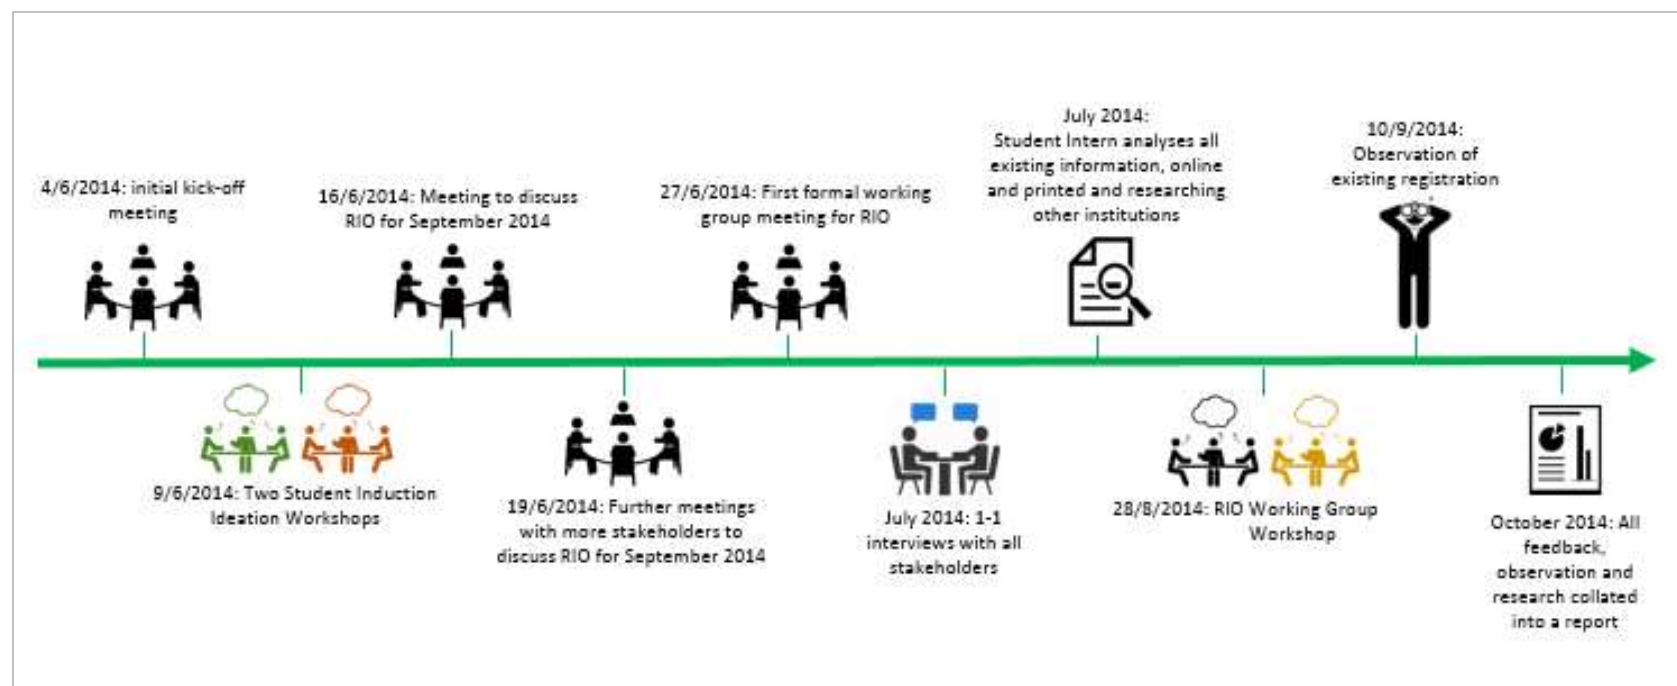 4/6/2014: initial kick-off
meeting
9/6/2014: Two Student Induction
Ideation Workshops
16/6/2014: Meeting to discuss
RIO for September 2014
19/6/2014: Further meetings
with more stakeholders to
discuss RIO for September 2014
27/6/2014: First formal working
group meeting for RIO
July 2014: 1-1
interviews with all
stakeholders
July 2014:
Student Intern analyses all
existing information, online
and printed and researching
other institutions
28/8/2014: RIO Working Group
Workshop
10/9/2014:
Observation of
existing registration
October 2014: All
feedback,
observation and
research collated
into a report